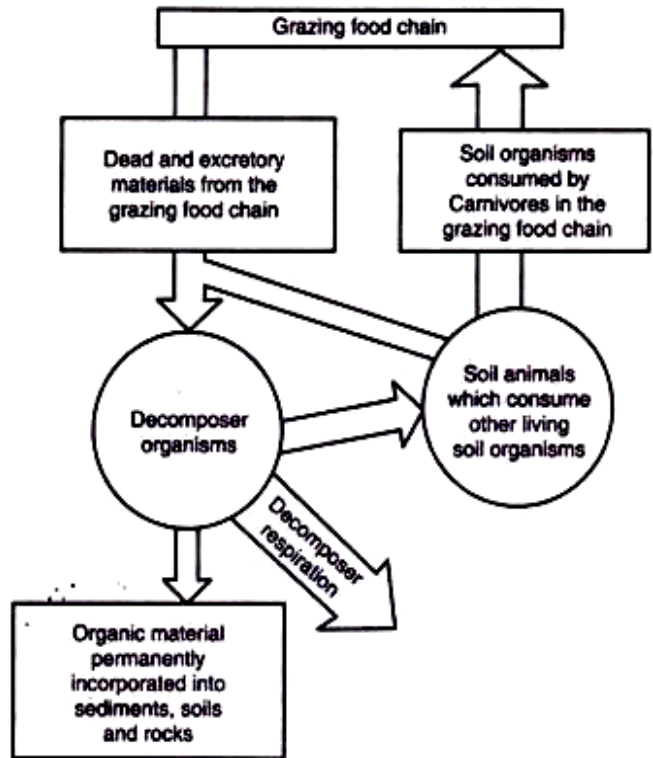 Grazing food chain
Dead and excretory
materials from the
grazing food chain
Soil organisms
consumed by
Carnivores in the
grazing food chain
Decomposer
organisms
Soil animals
which consume
other living
soil organisms
Decomposer
respiration
Organic material
permanently
incorporated into
sediments, soils
and rocks